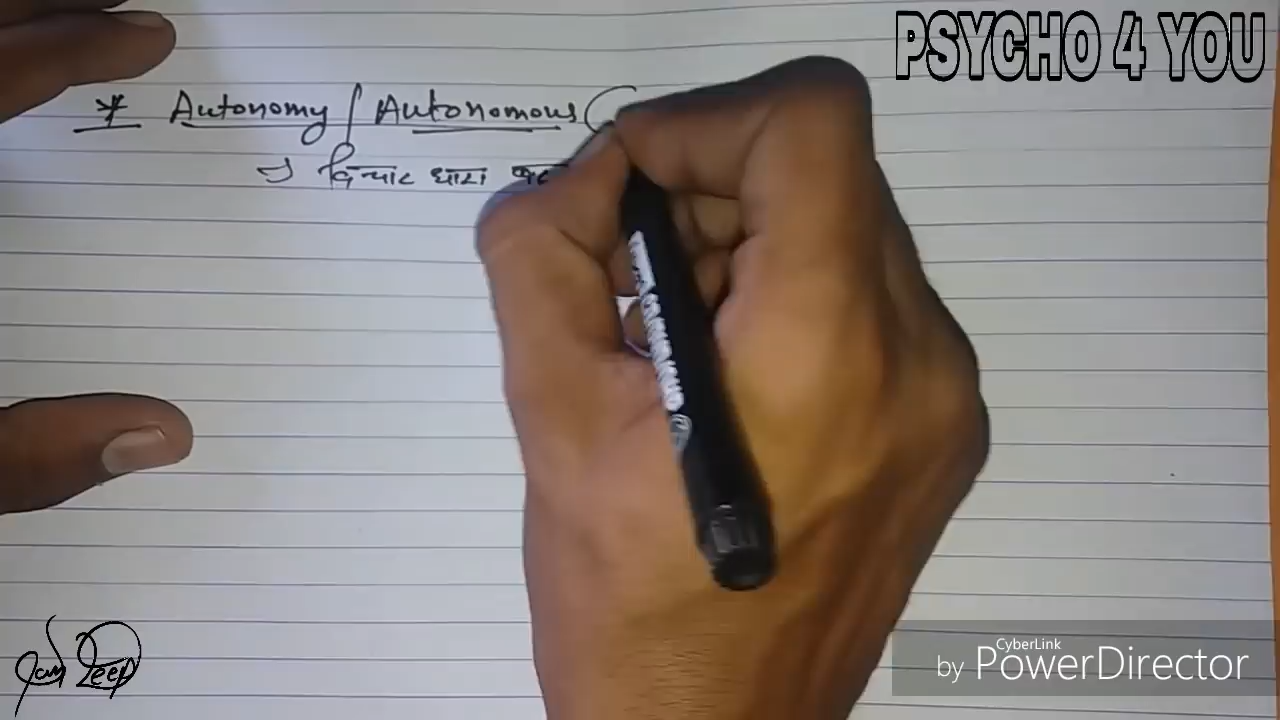 PSYCHO 4 YOU
* Autonomy / Autonomous (
→ विचार धारा
CyberLink
by PowerDirector